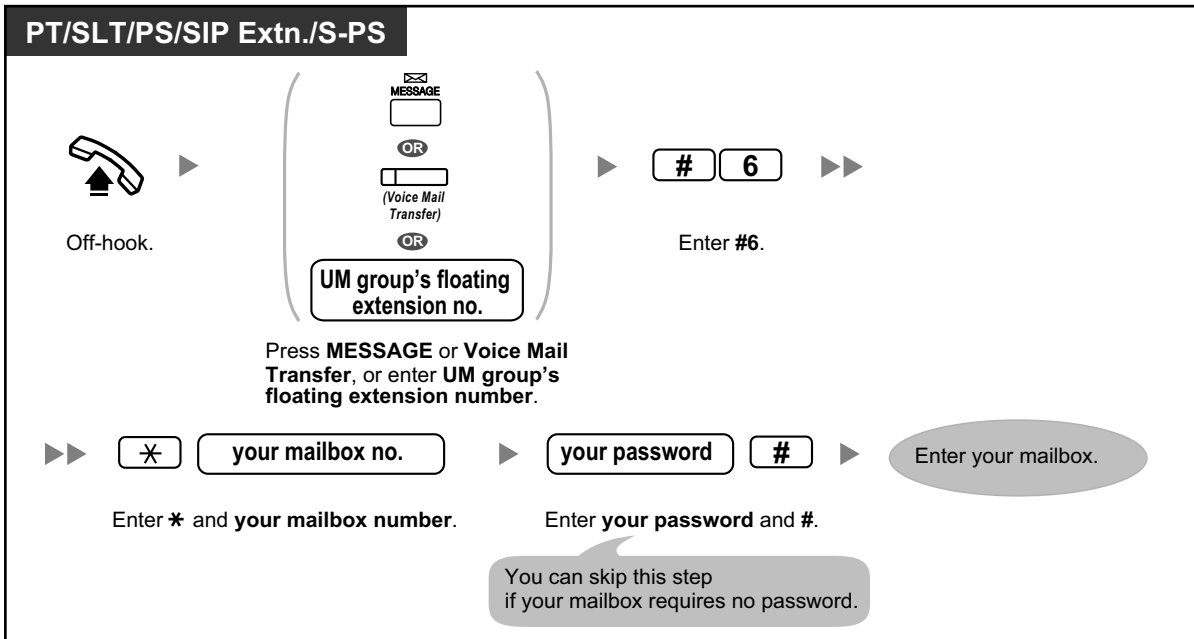 PT/SLT/PS/SIP Extn./S-PS
MESSAGE
OR
(Voice Mail
Transfer)
OR
UM group's floating
extension no.
# 6
Off-hook.
Press MESSAGE or Voice Mail
Transfer, or enter UM group's
floating extension number.
Enter #6.
* your mailbox no.
your password #
Enter your mailbox.
Enter * and your mailbox number.
Enter your password and #.
You can skip this step
if your mailbox requires no password.